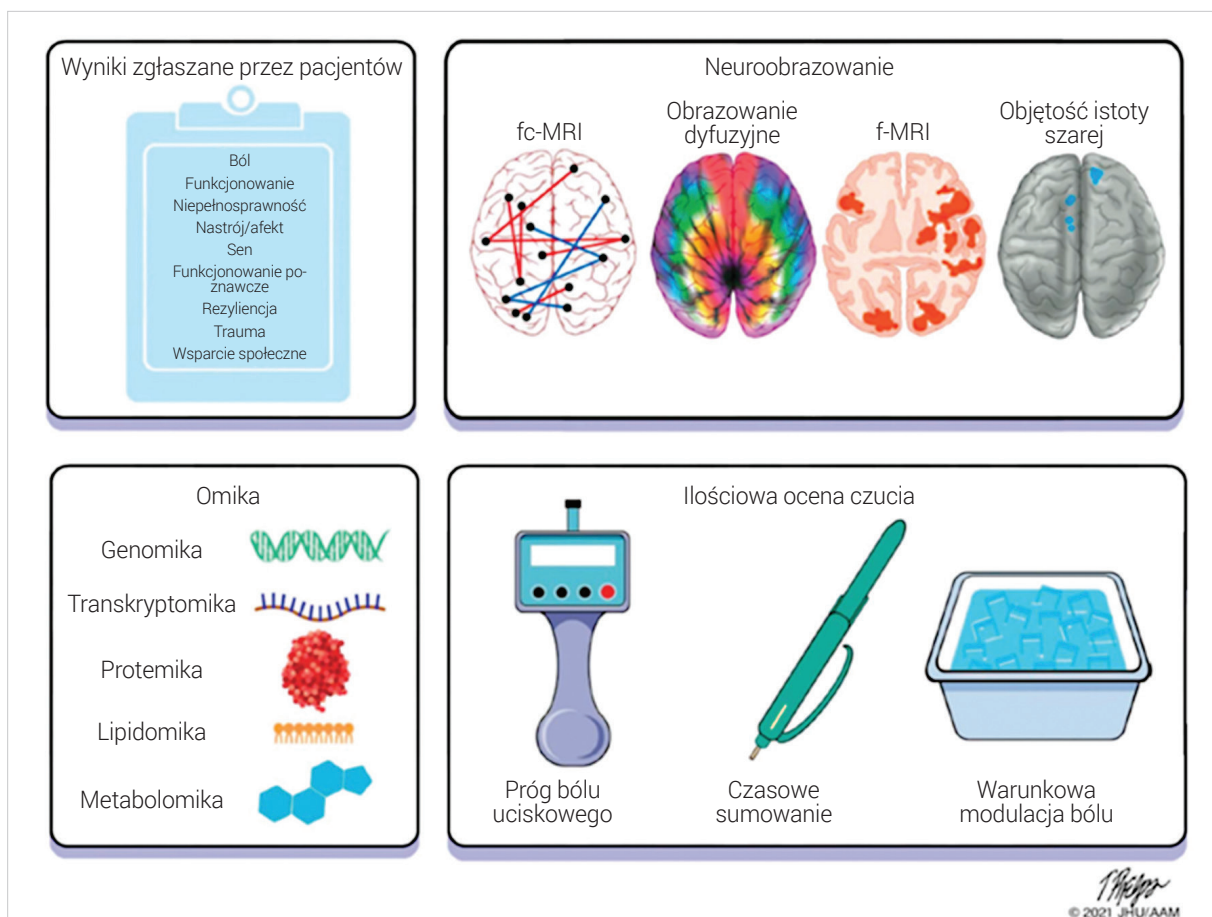 Wyniki zgłaszane przez pacjentów
Ból
Funkcjonowanie
Niepełnosprawność
Nastrój/afekt
Sen
Funkcjonowanie po-
znawcze
Rezyliencja
Trauma
Wsparcie społeczne
Neuroobrazowanie
fc-MRI
Obrazowanie
dyfuzyjne
f-MRI
Objętość istoty
szarej
Omika
Genomika
Transkryptomika
Protemika
Lipidomika
Metabolomika
Ilościowa ocena czucia
Próg bólu
uciskowego
Czasowe
sumowanie
Warunkowa
modulacja bólu
© 2021 JHU/AAM